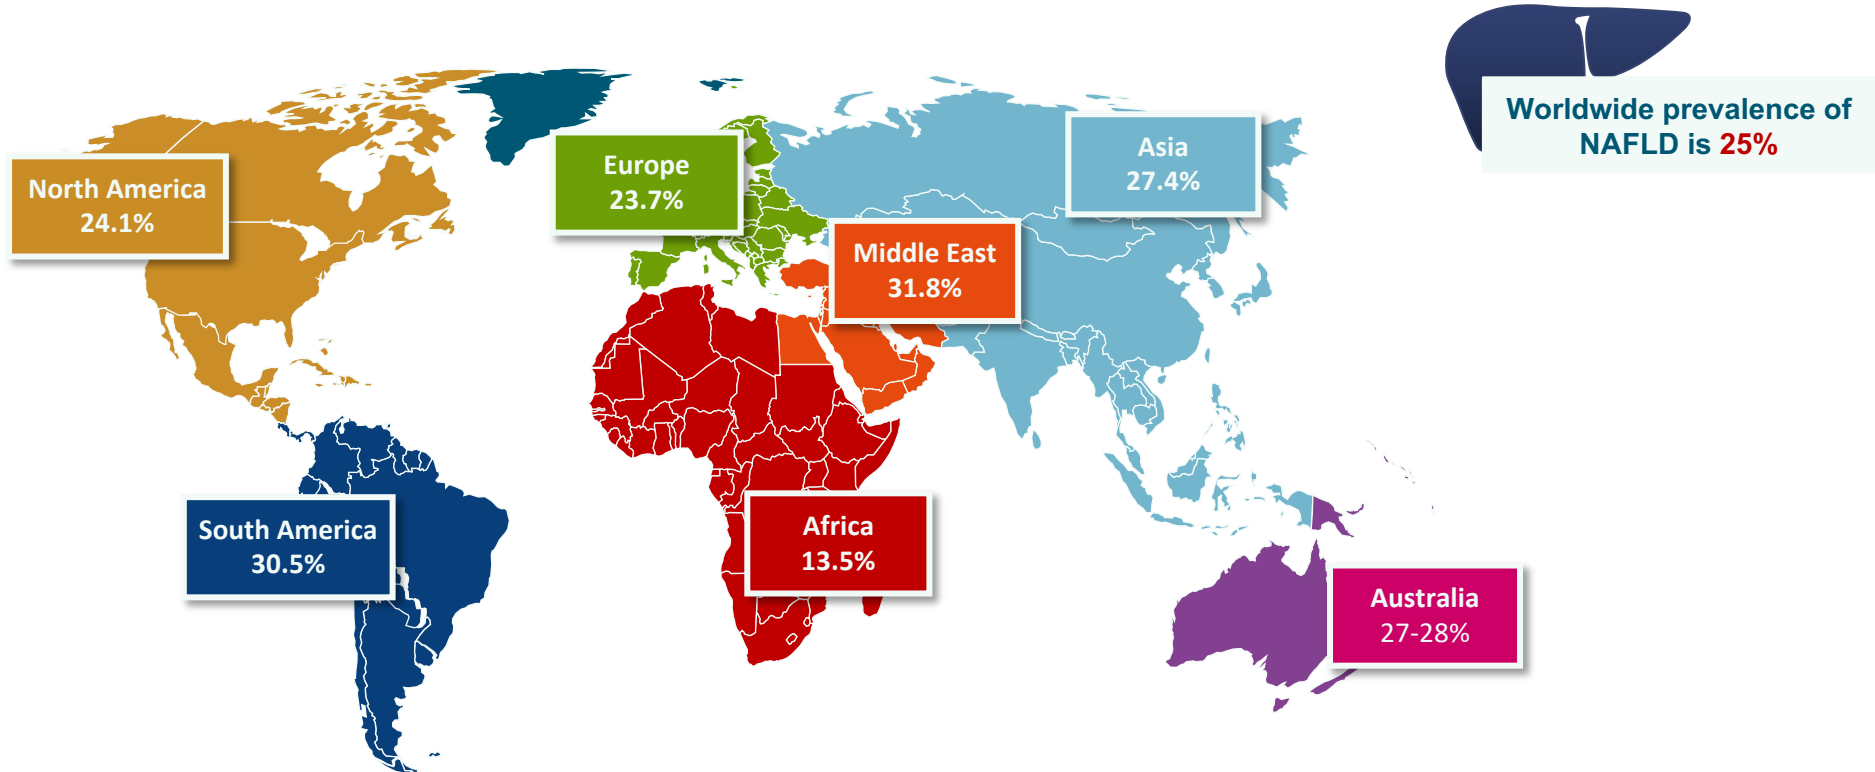 Worldwide prevalence of
NAFLD is 25%
North America
24.1%
Europe
23.7%
Asia
27.4%
Middle East
31.8%
South America
30.5%
Africa
13.5%
Australia
27-28%